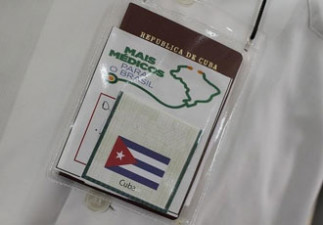 REPUBLICA DE CUBA
MAIS
MÉDICOS
PARA
O BRASIL
Cuba